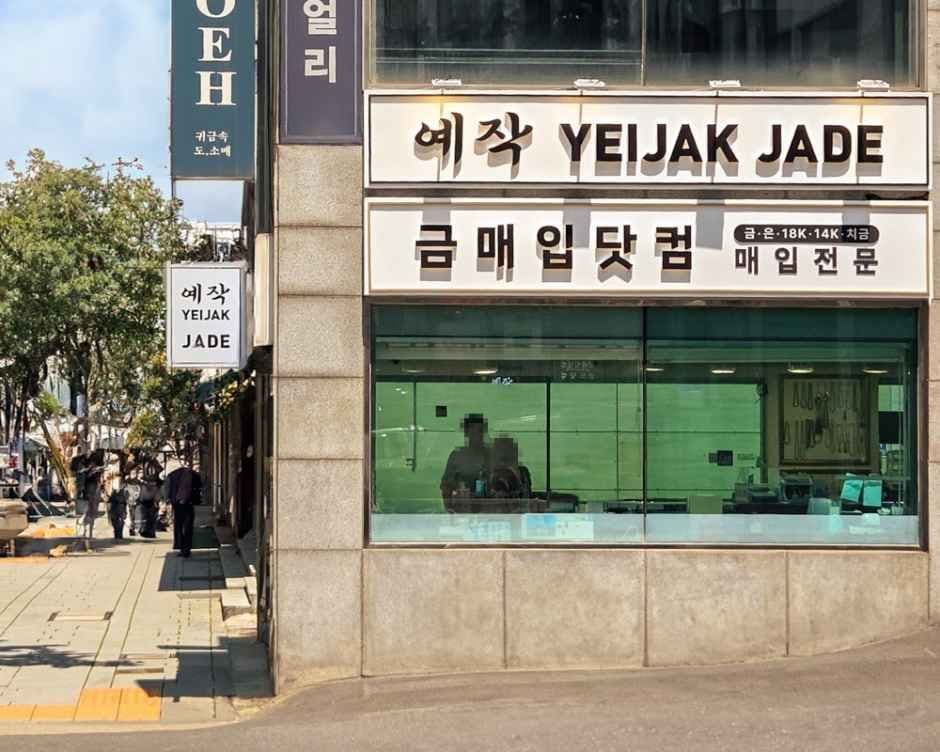 OEH
귀금속
도,소매
얼리
예작 YEIJAK JADE
금매입닷컴
금·은·18K·14K·치금
매입전문
예작
YEIJAK
JADE